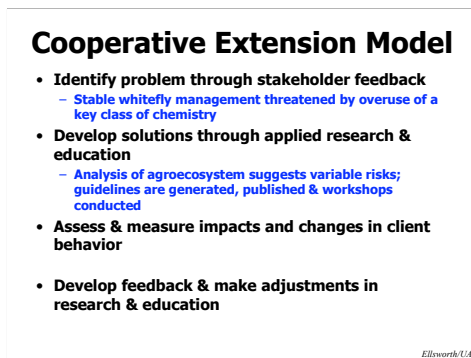 Cooperative Extension Model
• Identify problem through stakeholder feedback
– Stable whitefly management threatened by overuse of a
key class of chemistry
• Develop solutions through applied research &
education
– Analysis of agroecosystem suggests variable risks;
guidelines are generated, published & workshops
conducted
• Assess & measure impacts and changes in client
behavior
• Develop feedback & make adjustments in
research & education
Ellsworth/UA